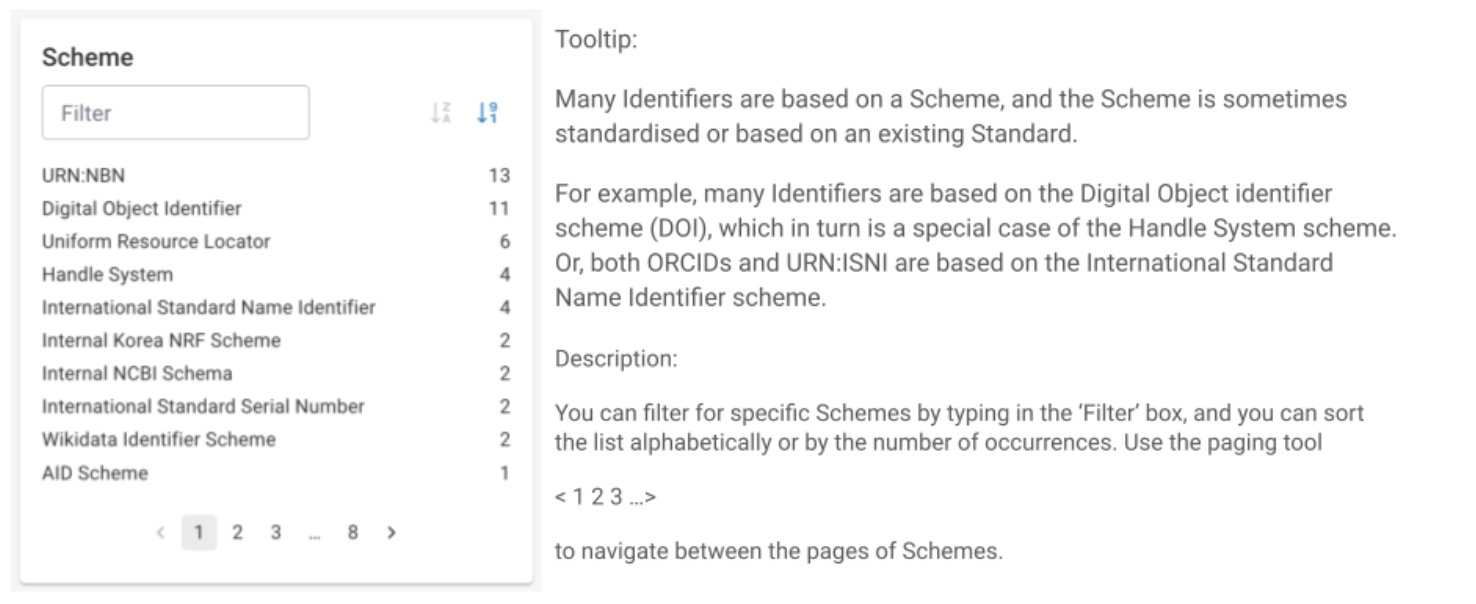 Scheme
Filter
URN:NBN 13
Digital Object Identifier 11
Uniform Resource Locator 6
Handle System 4
International Standard Name Identifier 4
Internal Korea NRF Scheme 2
Internal NCBI Schema 2
International Standard Serial Number 2
Wikidata Identifier Scheme 2
AID Scheme 1
< 1 2 3 ... 8 >
Tooltip:
Many Identifiers are based on a Scheme, and the Scheme is sometimes
standardised or based on an existing Standard.
For example, many Identifiers are based on the Digital Object identifier
scheme (DOI), which in turn is a special case of the Handle System scheme.
Or, both ORCIDs and URN:ISNI are based on the International Standard
Name Identifier scheme.
Description:
You can filter for specific Schemes by typing in the ‘Filter’ box, and you can sort
the list alphabetically or by the number of occurrences. Use the paging tool
< 1 2 3 ...>
to navigate between the pages of Schemes.